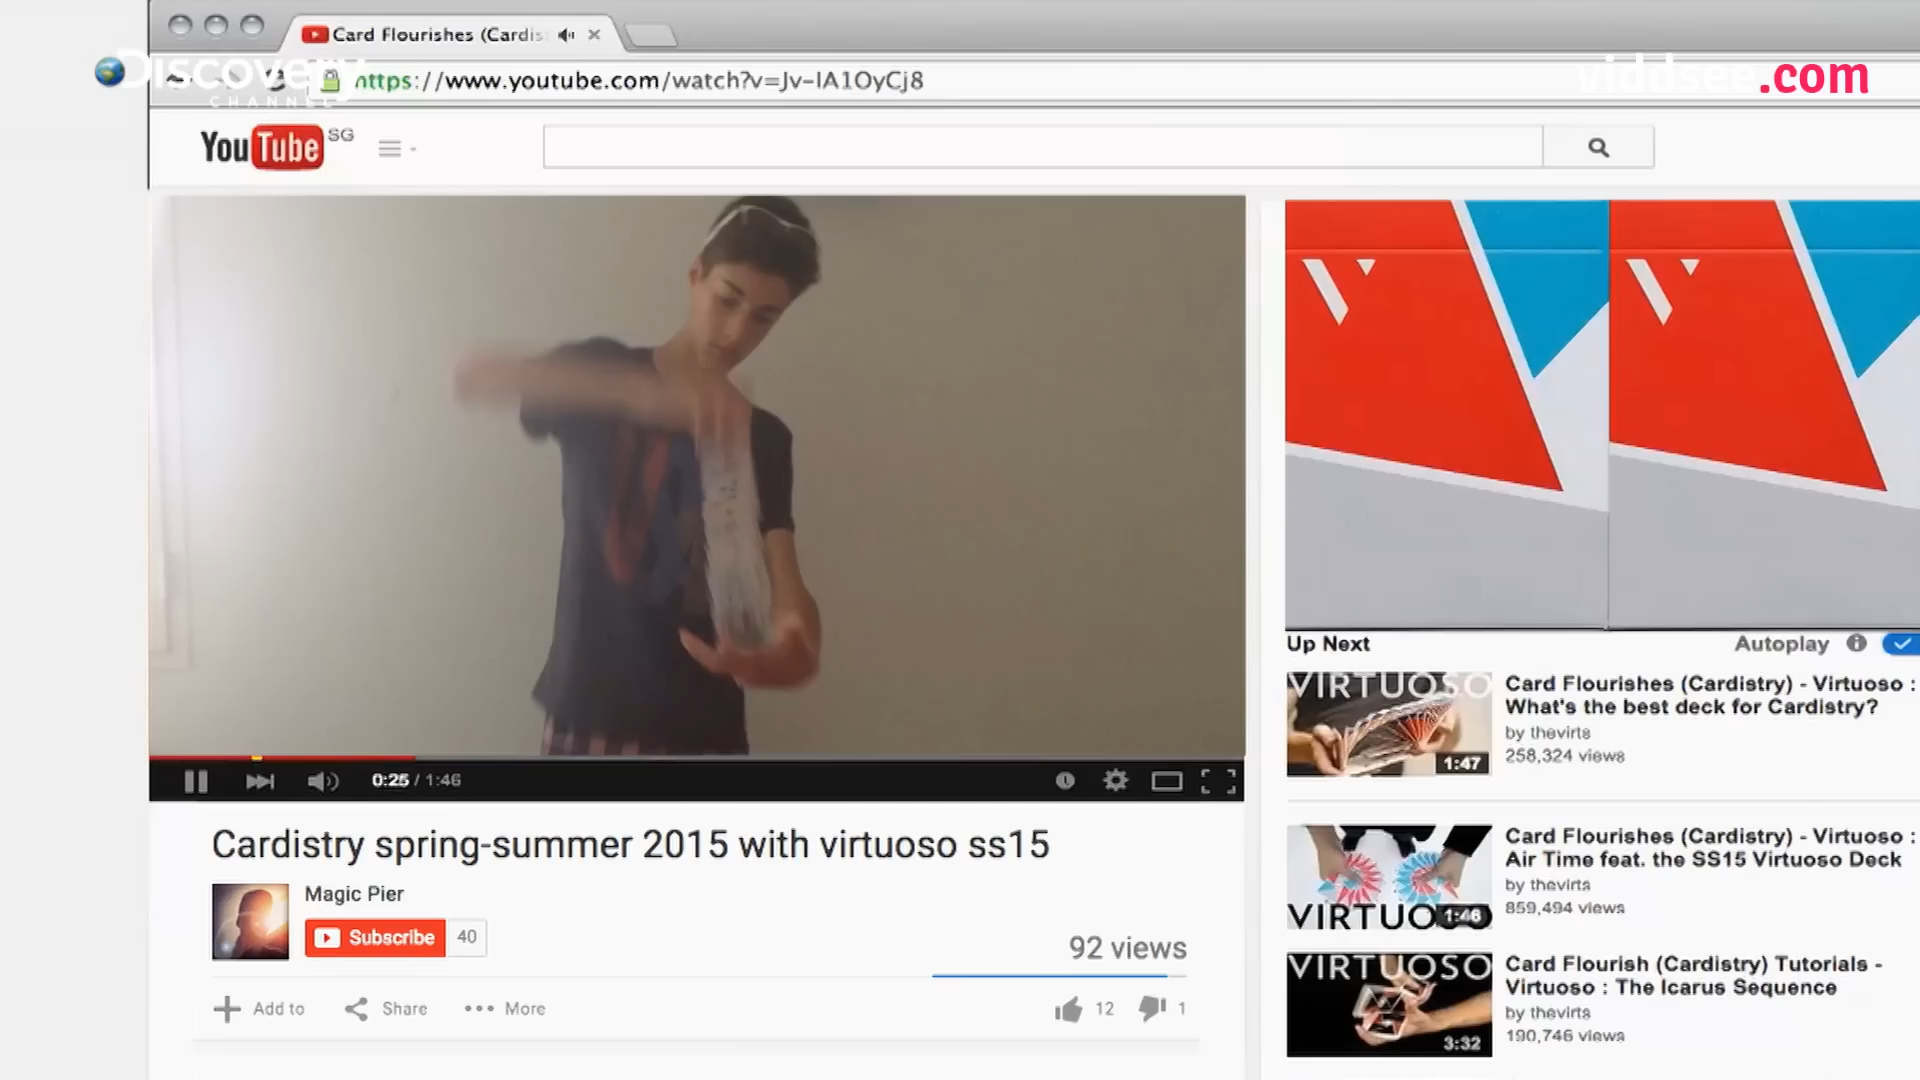 Card Flourishes (Cardis
Discovery
CHANNEL
https://www.youtube.com/watch?v=Jv-IA1OyCj8
viddsee.com
YouTube SG
0:25 / 1:46
Cardistry spring-summer 2015 with virtuoso ss15
Magic Pier
Subscribe 40
92 views
Add to Share More
12 1
Up Next Autoplay
VIRTUOSO
1:47
Card Flourishes (Cardistry) - Virtuoso :
What's the best deck for Cardistry?
by thevirts
258,324 views
VIRTUOSO
1:46
Card Flourishes (Cardistry) - Virtuoso :
Air Time feat. the SS15 Virtuoso Deck
by thevirts
859,494 views
VIRTUOSO
3:32
Card Flourish (Cardistry) Tutorials -
Virtuoso : The Icarus Sequence
by thevirts
190,746 views